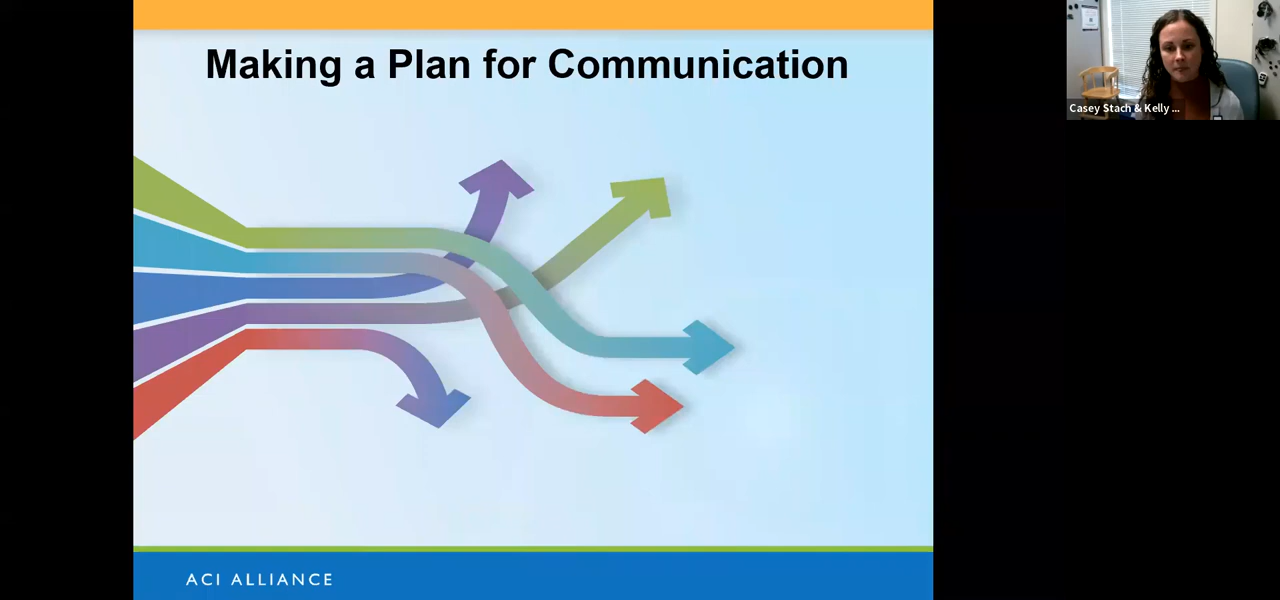 Making a Plan for Communication
Casey Stach & Kelly ...
ACI ALLIANCE